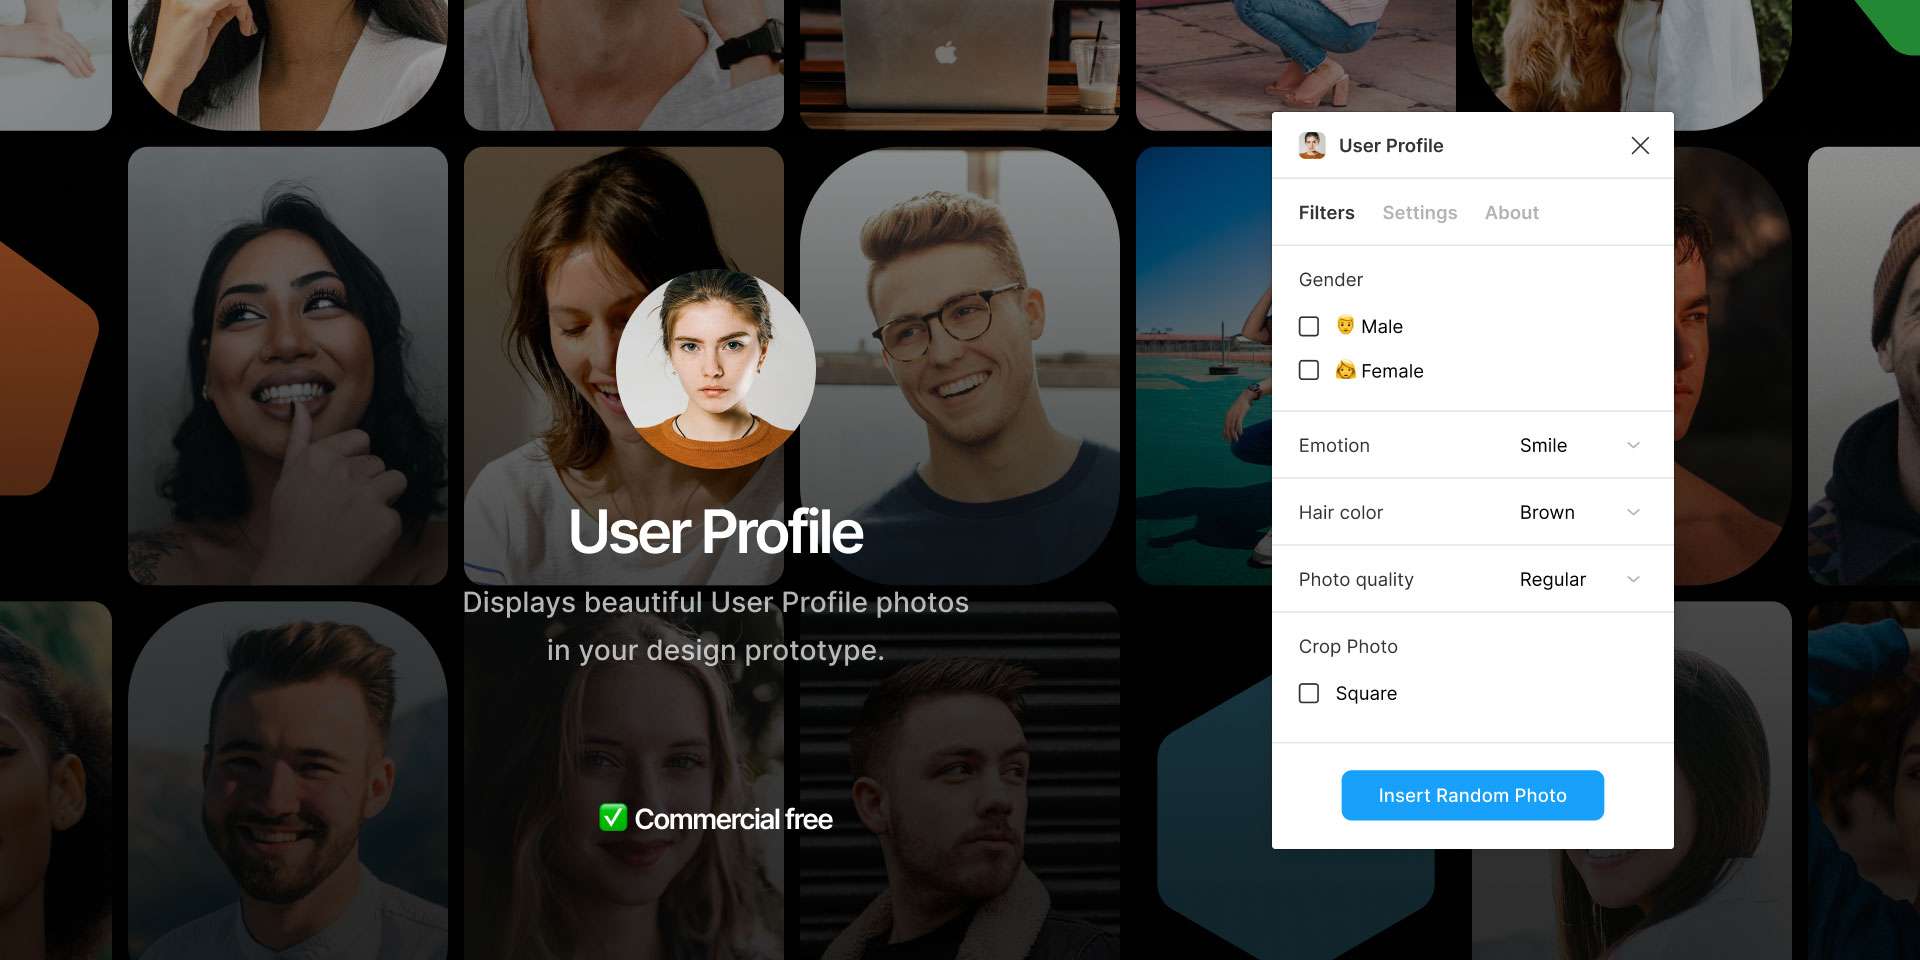 User Profile
Displays beautiful User Profile photos
in your design prototype.
✅ Commercial free
User Profile
Filters Settings About
Gender
Male
Female
Emotion Smile
Hair color Brown
Photo quality Regular
Crop Photo
Square
Insert Random Photo